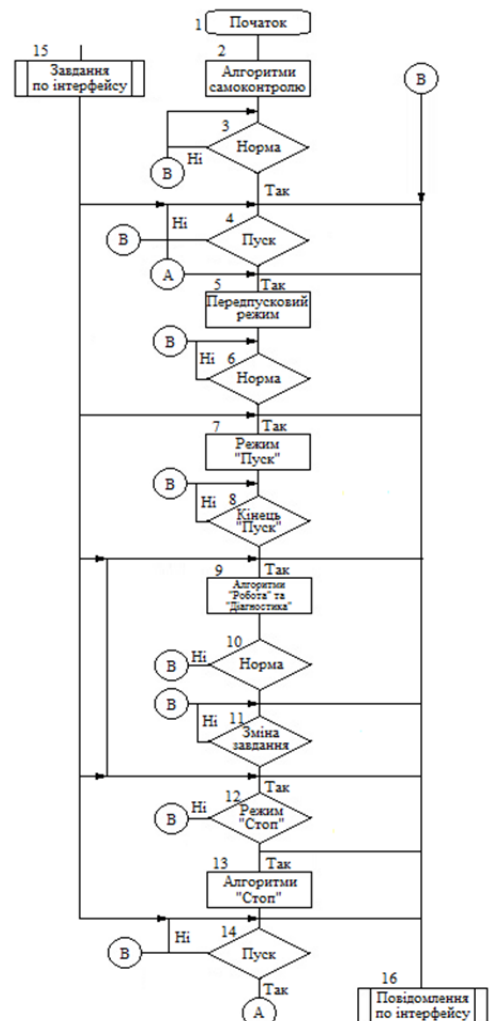 1
Початок
15
2
Завдання
по інтерфейсу
Алгоритми
самоконтролю
В
3
Норма
Ні
В
Так
Ні
4
В
Пуск
А
5
Так
Передпусковий
режим
В
Ні
6
Норма
7
Так
Режим
"Пуск"
В
Ні
8
Кінець
"Пуск"
9
Так
Алгоритми
"Робота" та
"Діагностика"
10
В
Ні
Норма
В
Ні
11
Зміна
завдання
Так
12
В
Ні
Режим
"Стоп"
13
Так
Алгоритми
"Стоп"
14
Ні
В
Пуск
Так
16
А
Повідомлення
по інтерфейсу